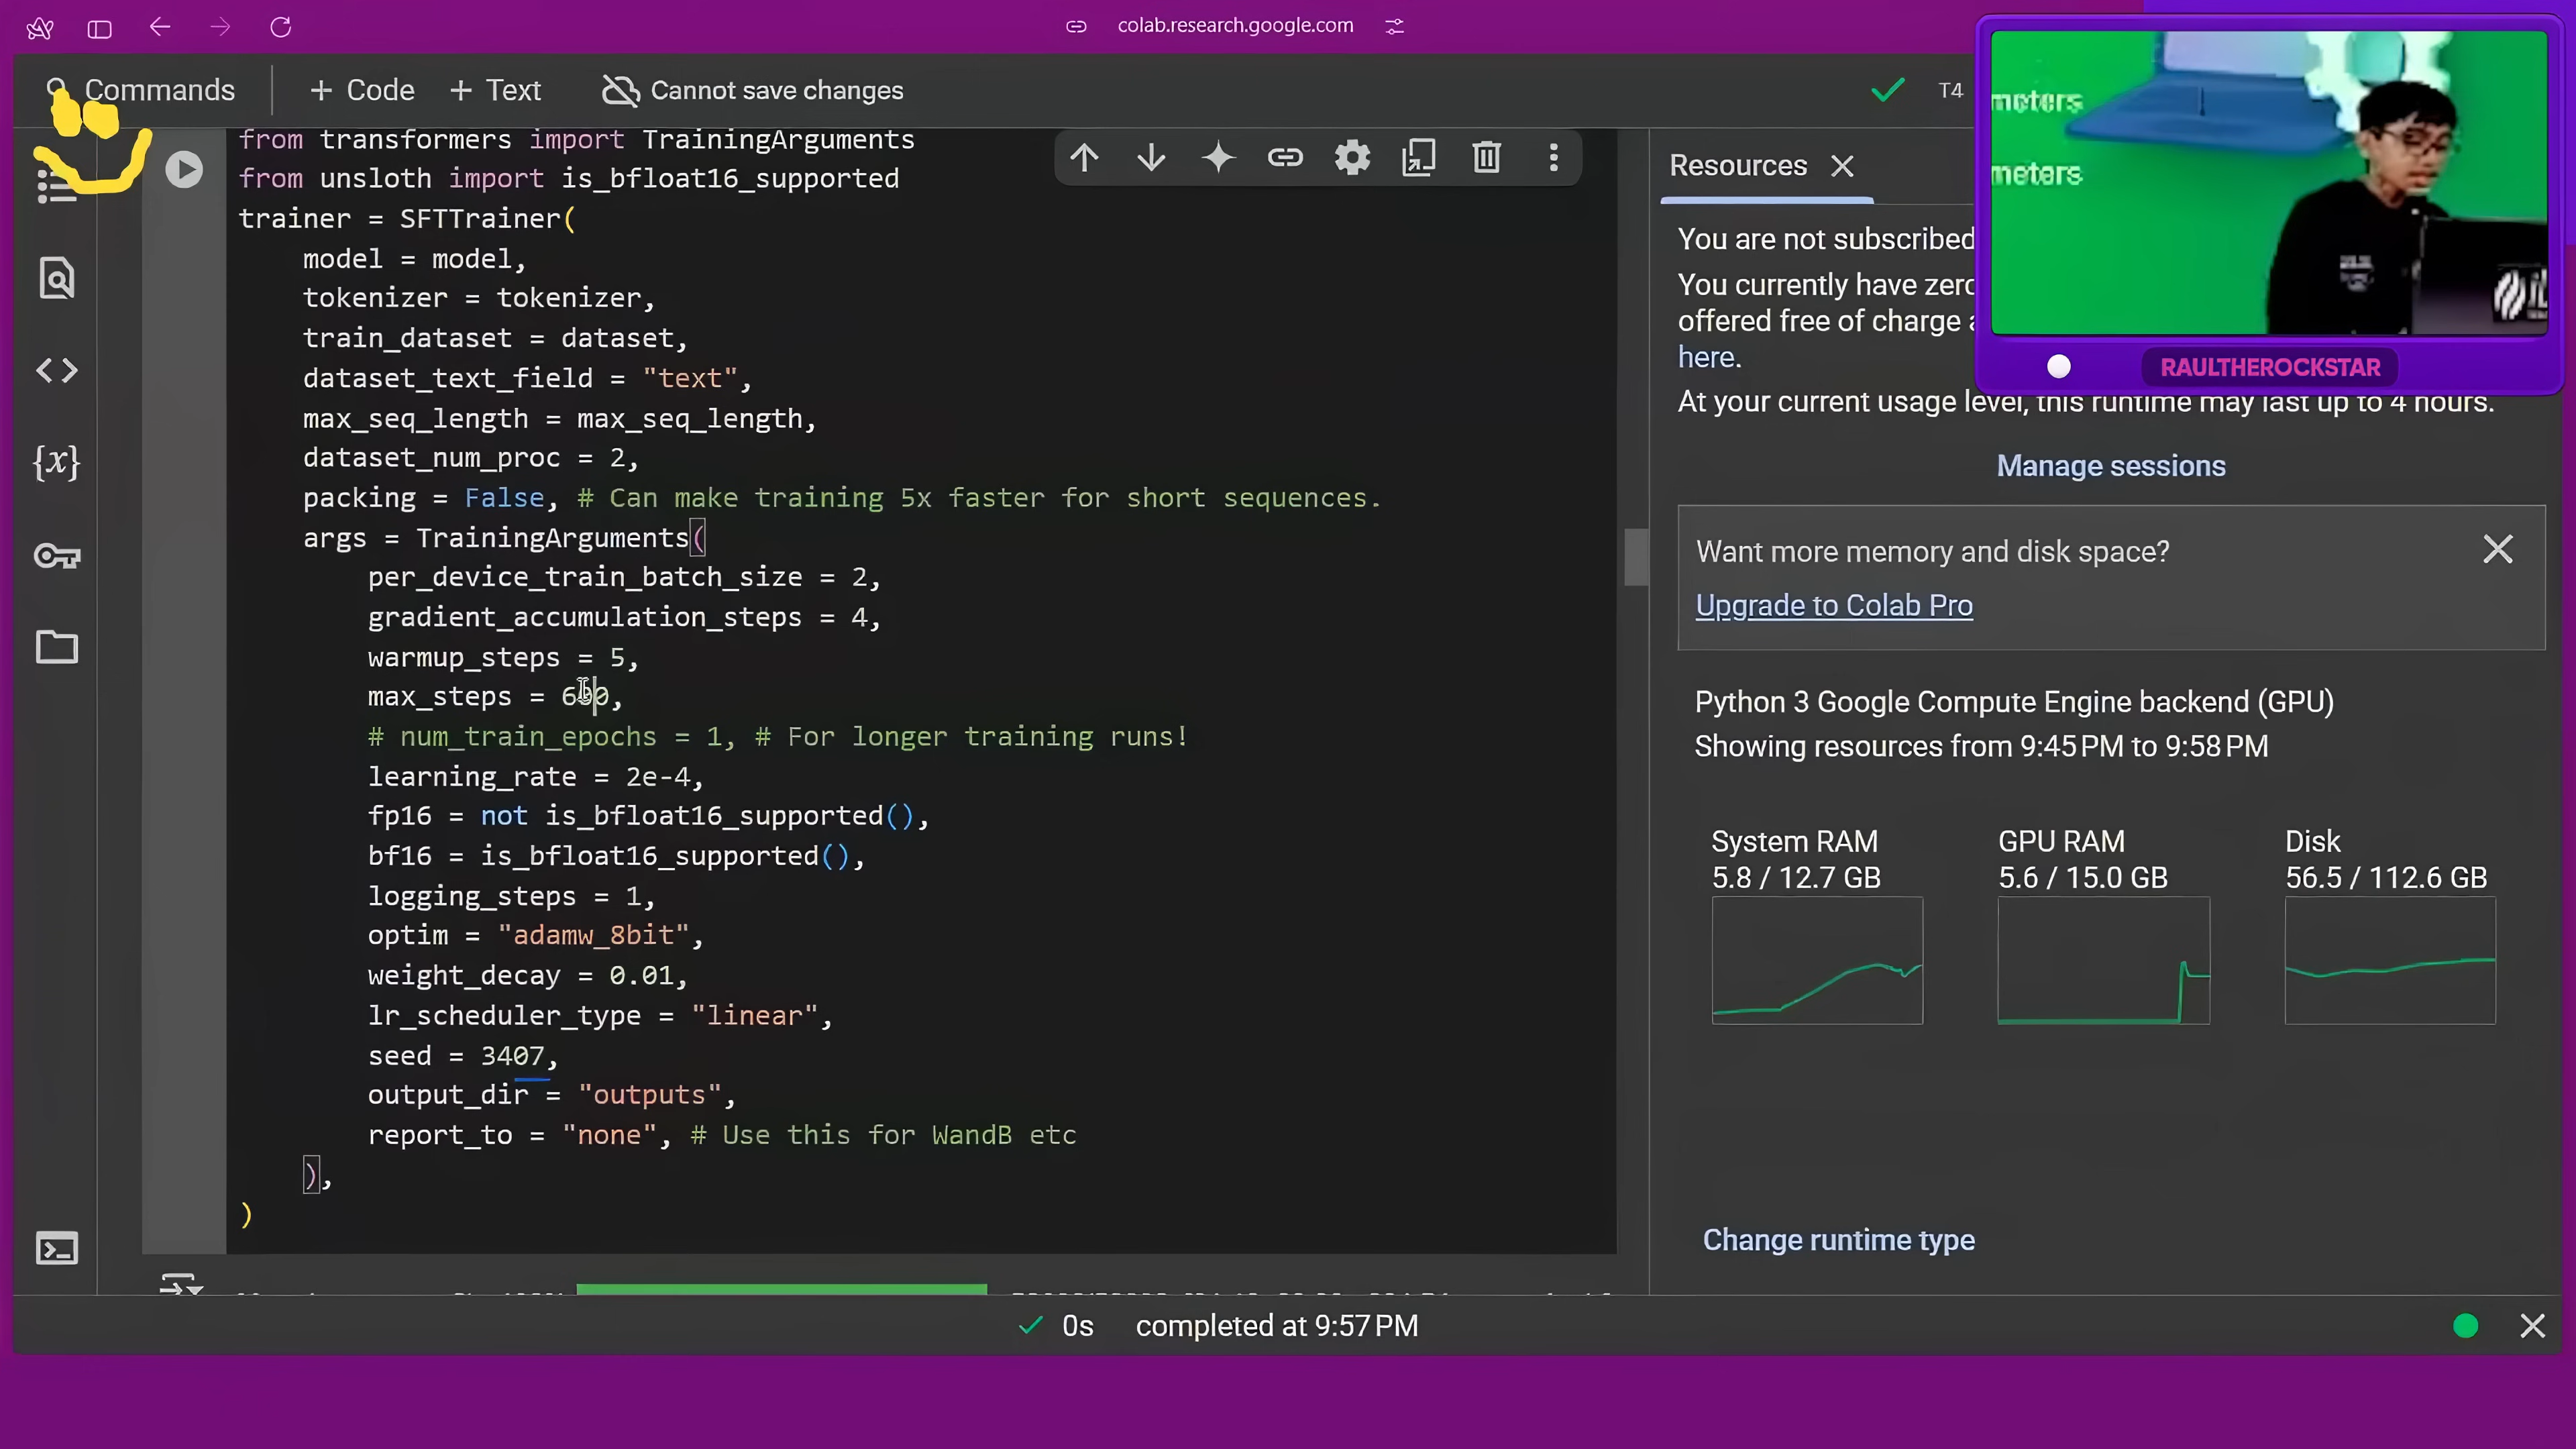 colab.research.google.com
Commands
+ Code
+ Text
Cannot save changes
T4
from transformers import TrainingArguments
from unsloth import is_bfloat16_supported
trainer = SFTTrainer(
model = model,
tokenizer = tokenizer,
train_dataset = dataset,
dataset_text_field = "text",
max_seq_length = max_seq_length,
dataset_num_proc = 2,
packing = False, # Can make training 5x faster for short sequences.
args = TrainingArguments(
per_device_train_batch_size = 2,
gradient_accumulation_steps = 4,
warmup_steps = 5,
max_steps = 600,
# num_train_epochs = 1, # For longer training runs!
learning_rate = 2e-4,
fp16 = not is_bfloat16_supported(),
bf16 = is_bfloat16_supported(),
logging_steps = 1,
optim = "adamw_8bit",
weight_decay = 0.01,
lr_scheduler_type = "linear",
seed = 3407,
output_dir = "outputs",
report_to = "none", # Use this for WandB etc
),
)
Resources
You are not subscribed
You currently have zero
offered free of charge
here.
At your current usage level, this runtime may last up to 4 hours.
Manage sessions
Want more memory and disk space?
Upgrade to Colab Pro
Python 3 Google Compute Engine backend (GPU)
Showing resources from 9:45 PM to 9:58 PM
System RAM
5.8 / 12.7 GB
GPU RAM
5.6 / 15.0 GB
Disk
56.5 / 112.6 GB
Change runtime type
meters
meters
RAULTHEROCKSTAR
0s completed at 9:57 PM